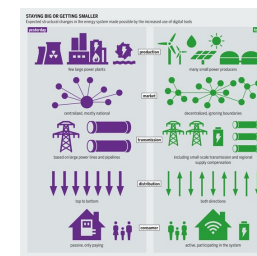 STAYING BIG OR GETTING SMALLER
Expected structural changes in the energy system made possible by the increased use of digital tools
yesterday
production
few large power plants
many small power producers
market
centralized, mostly national
decentralized, growing boundaries
transmission
based on large power lines and pipelines
including small-scale transmission and regional
supply compensation
distribution
top to bottom
both directions
consumer
passive, only paying
active, participating in the system